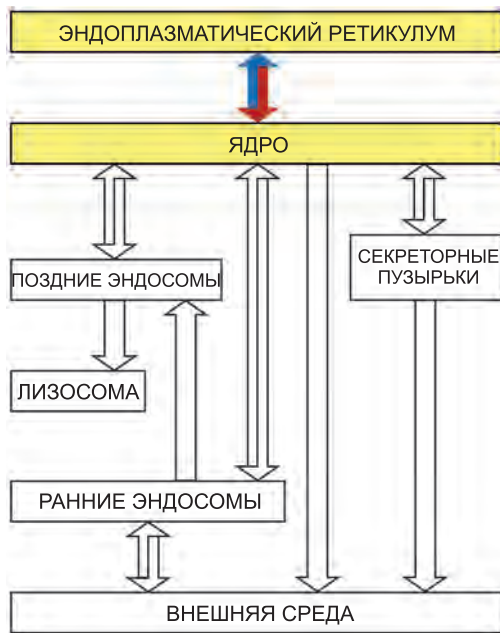 ЭНДОПЛАЗМАТИЧЕСКИЙ РЕТИКУЛУМ
ЯДРО
СЕКРЕТОРНЫЕ
ПУЗЫРЬКИ
ПОЗДНИЕ ЭНДОСОМЫ
ЛИЗОСОМА
РАННИЕ ЭНДОСОМЫ
ВНЕШНЯЯ СРЕДА